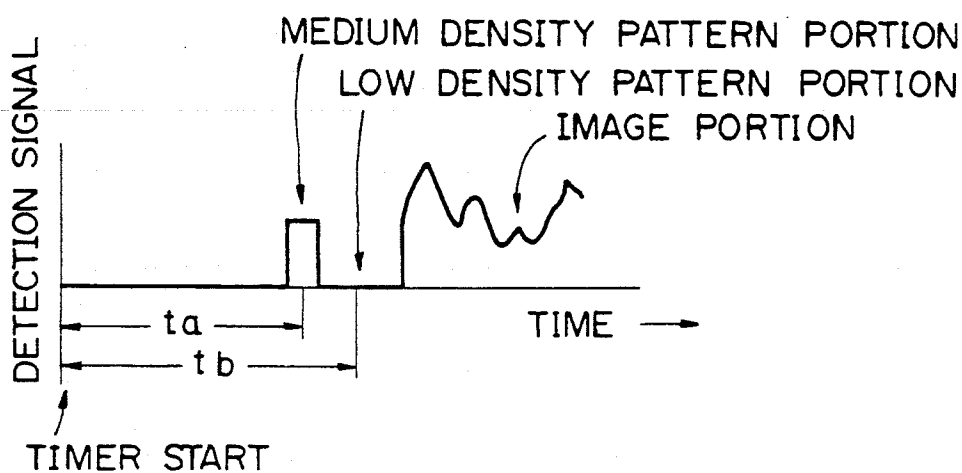 MEDIUM DENSITY PATTERN PORTION
LOW DENSITY PATTERN PORTION
IMAGE PORTION
DETECTION SIGNAL
ta
TIME
tb
TIMER START